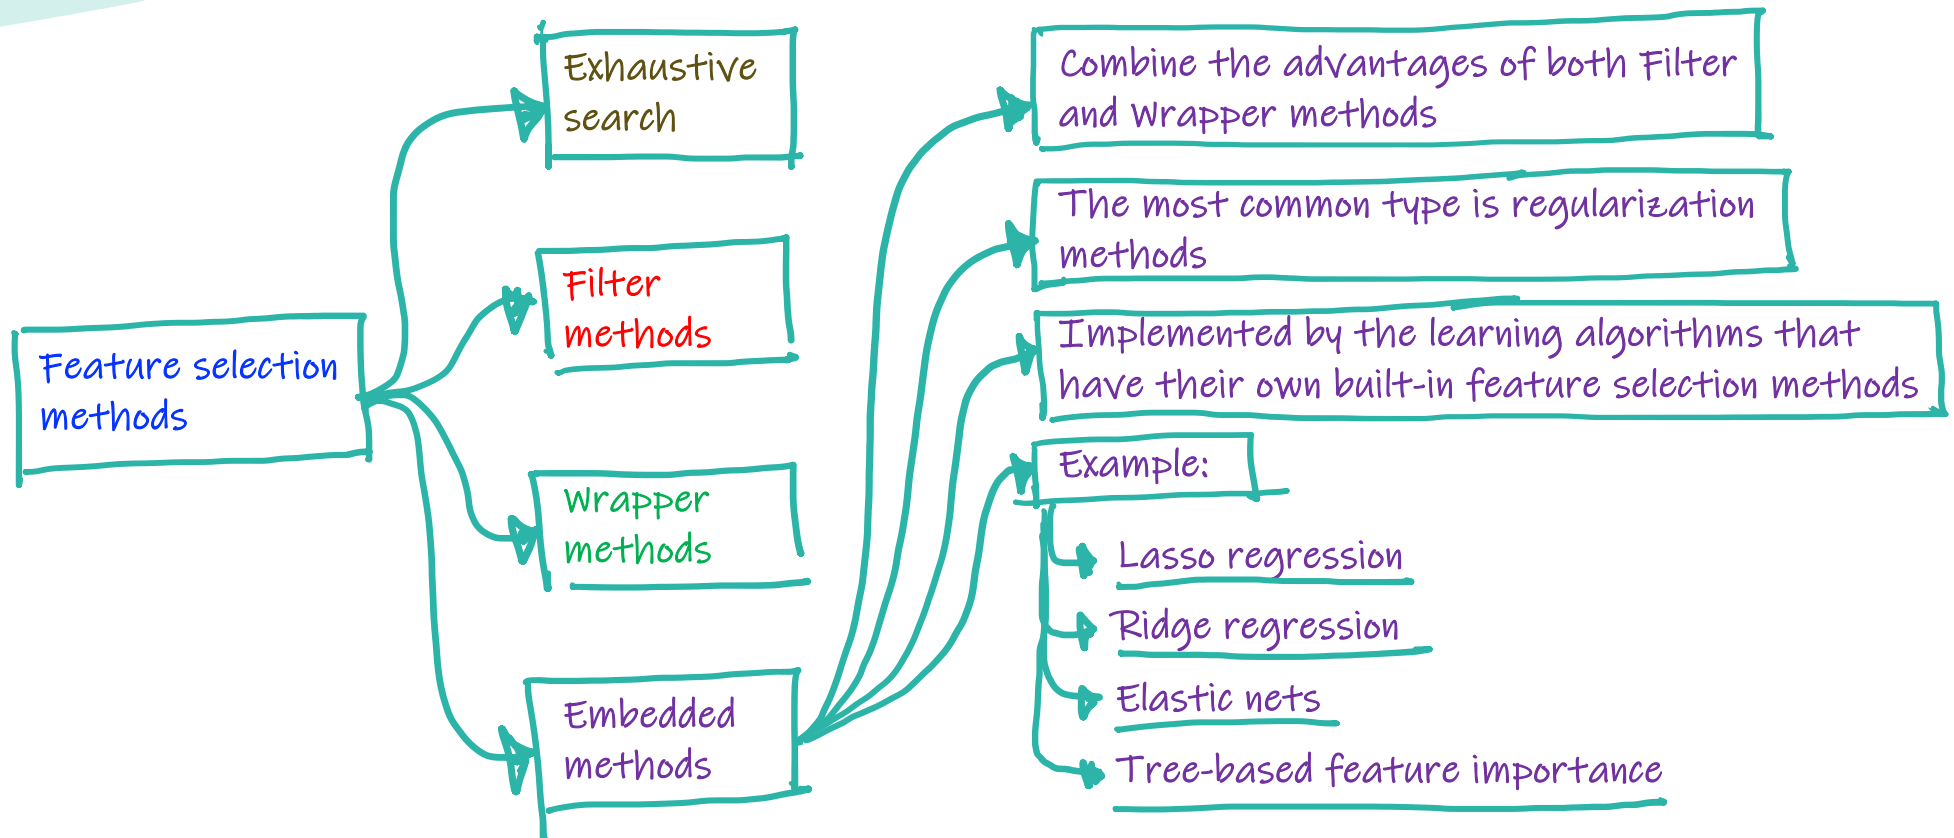 Feature selection
methods
Exhaustive
search
Filter
methods
Wrapper
methods
Embedded
methods
Combine the advantages of both Filter
and Wrapper methods
The most common type is regularization
methods
Implemented by the learning algorithms that
have their own built-in feature selection methods
Example:
Lasso regression
Ridge regression
Elastic nets
Tree-based feature importance